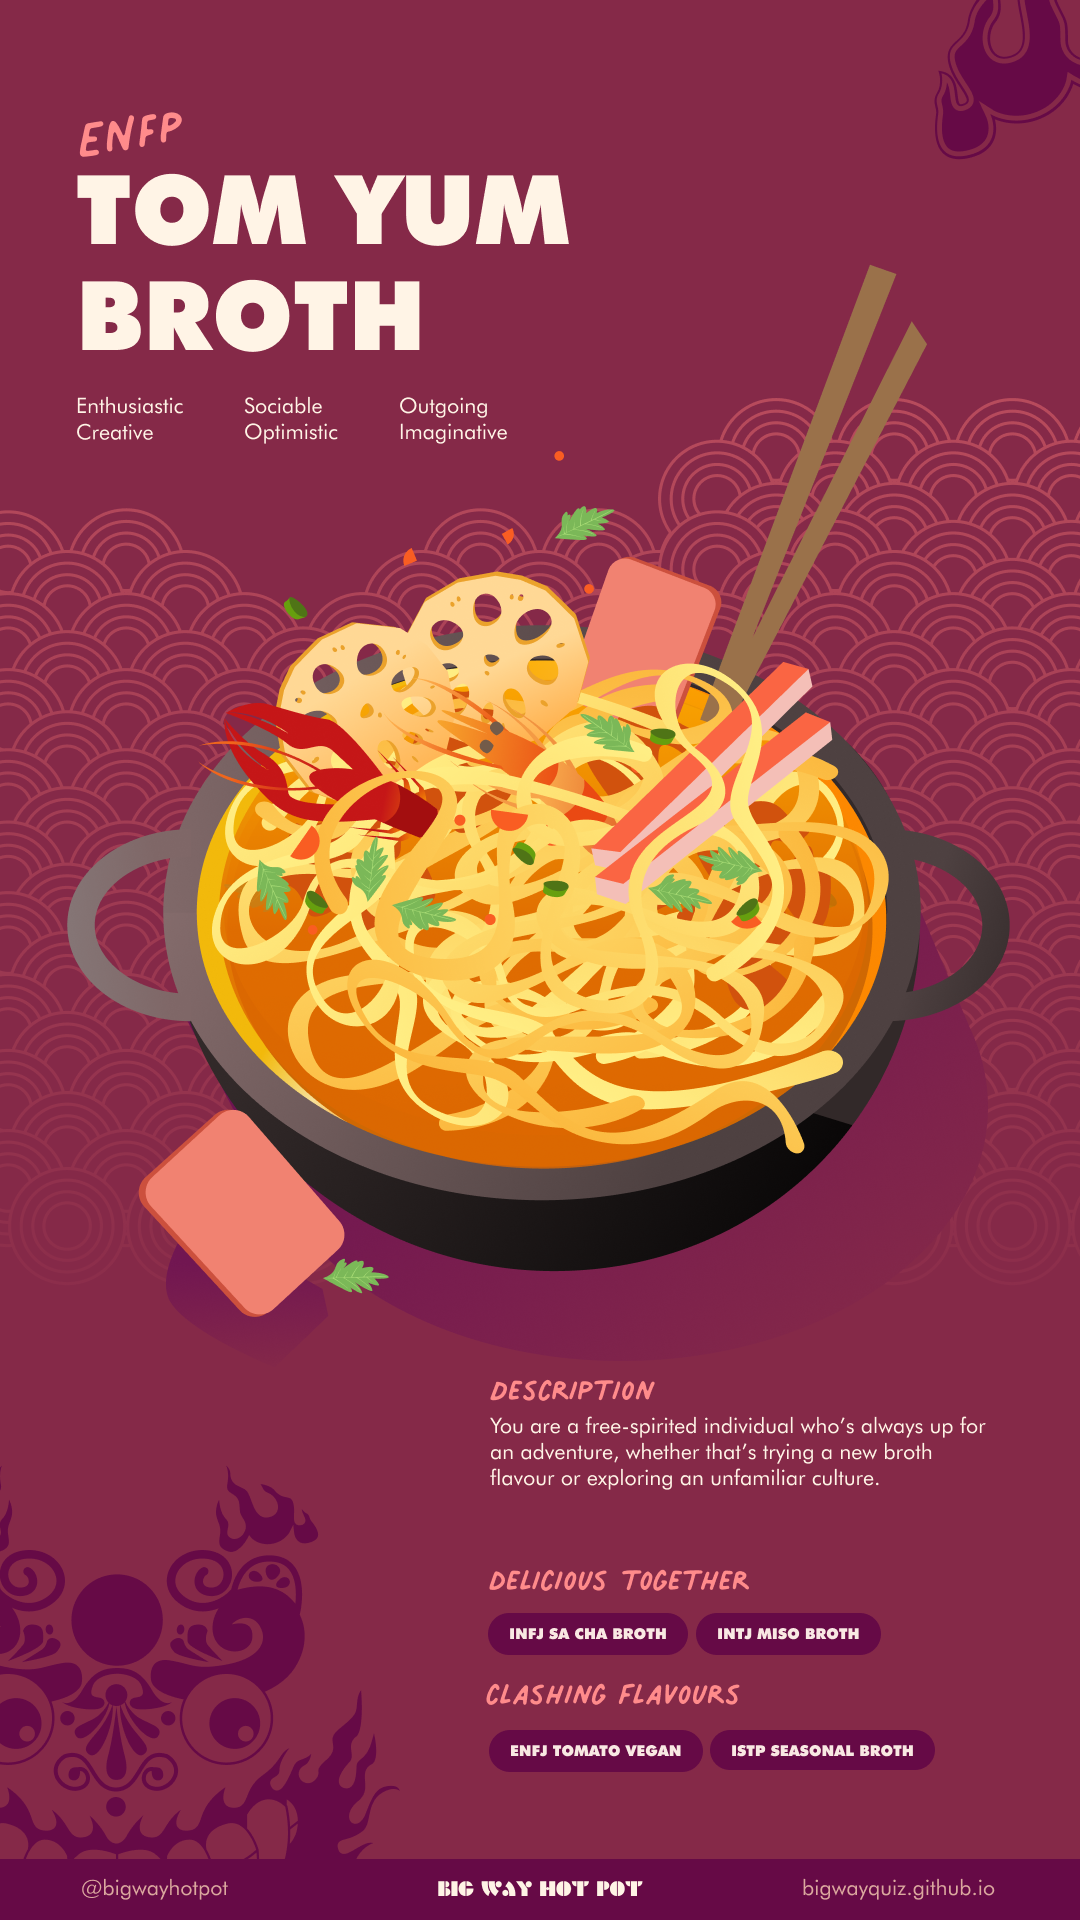 ENFP
TOM YUM
BROTH
Enthusiastic Sociable Outgoing
Creative Optimistic Imaginative
DESCRIPTION
You are a free-spirited individual who’s always up for
an adventure, whether that’s trying a new broth
flavour or exploring an unfamiliar culture.
DELICIOUS TOGETHER
INFJ SA CHA BROTH INTJ MISO BROTH
CLASHING FLAVOURS
ENFJ TOMATO VEGAN ISTP SEASONAL BROTH
@bigwayhotpot BIG WAY HOT POT bigwayquiz.github.io